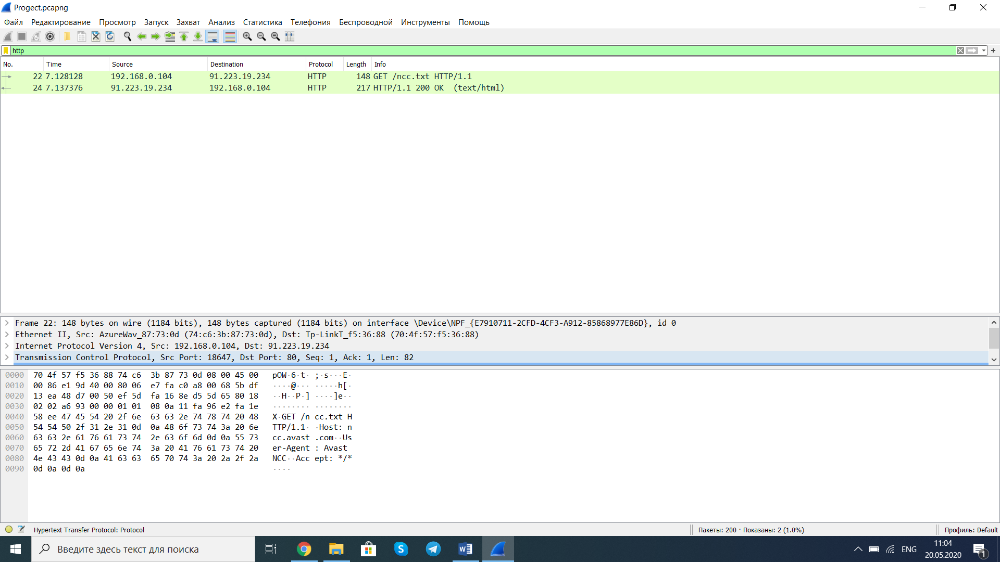 Progect.pcapng
Файл Редактирование Просмотр Запуск Захват Анализ Статистика Телефония Беспроводной Инструменты Помощь
http
No. Time Source Destination Protocol Length Info
22 7.128128 192.168.0.104 91.223.19.234 HTTP 148 GET /ncc.txt HTTP/1.1
24 7.137376 91.223.19.234 192.168.0.104 HTTP 217 HTTP/1.1 200 OK (text/html)
Frame 22: 148 bytes on wire (1184 bits), 148 bytes captured (1184 bits) on interface \Device\NPF_{E7910711-2CFD-4CF3-A912-85868977E86D}, id 0
Ethernet II, Src: AzureWav_87:73:0d (74:c6:3b:87:73:0d), Dst: Tp-LinkT_f5:36:88 (70:4f:57:f5:36:88)
Internet Protocol Version 4, Src: 192.168.0.104, Dst: 91.223.19.234
Transmission Control Protocol, Src Port: 18647, Dst Port: 80, Seq: 1, Ack: 1, Len: 82
0000 70 4f 57 f5 36 88 74 c6 3b 87 73 0d 08 00 45 00 pOW·6·t· ;·s···E·
0010 00 86 e1 9d 40 00 80 06 e7 fa c0 a8 00 68 5b df ····@··· ·····h[·
0020 13 ea 48 d7 00 50 ef 5d fa 16 8e d5 5d 65 80 18 ··H··P·] ····]e··
0030 02 02 a6 93 00 00 01 01 08 0a 11 fa 96 e2 fa 1e ········ ········
0040 58 ee 47 45 54 20 2f 6e 63 63 2e 74 78 74 20 48 X·GET /n cc.txt H
0050 54 54 50 2f 31 2e 31 0d 0a 48 6f 73 74 3a 20 6e TTP/1.1· ·Host: n
0060 63 63 2e 61 76 61 73 74 2e 63 6f 6d 0d 0a 55 73 cc.avast .com··Us
0070 65 72 2d 41 67 65 6e 74 3a 20 41 76 61 73 74 20 er-Agent : Avast
0080 4e 43 43 0d 0a 41 63 63 65 70 74 3a 20 2a 2f 2a NCC··Acc ept: */*
0090 0d 0a 0d 0a ····
Hypertext Transfer Protocol: Protocol Пакеты: 200 · Показаны: 2 (1.0%) Профиль: Default
Введите здесь текст для поиска ENG 11:04
20.05.2020 1